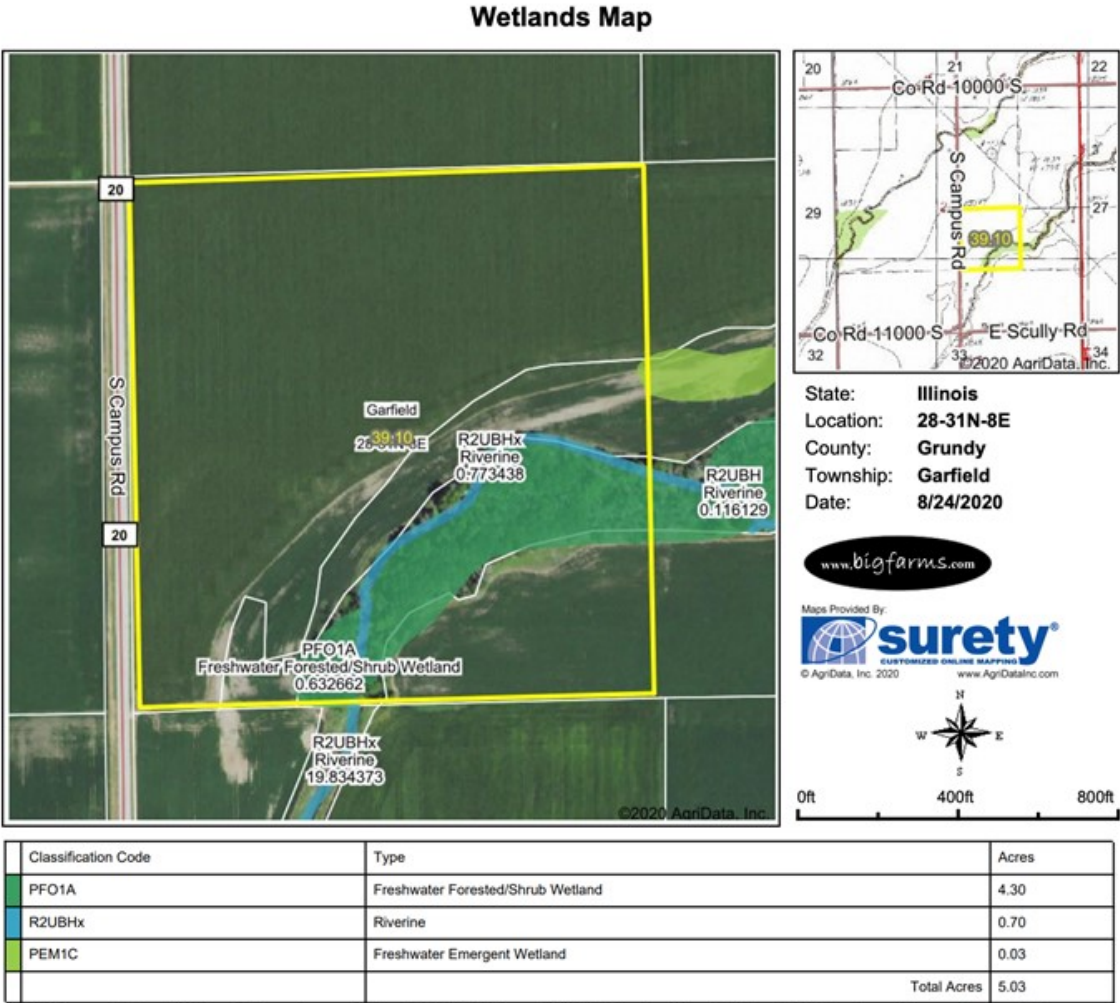 Wetlands Map
20
S Campus Rd
20
Garfield
39.10
R2UBHx
Riverine
0.773438
R2UBH
Riverine
0.116129
PFO1A
Freshwater Forested/Shrub Wetland
0.632662
R2UBHx
Riverine
19.834373
©2020 AgriData, Inc.
20
21
22
Co Rd 10000 S
S Campus Rd
29
27
39.10
Co Rd 11000 S
E Scully Rd
32
33
34
©2020 AgriData, Inc.
State: Illinois
Location: 28-31N-8E
County: Grundy
Township: Garfield
Date: 8/24/2020
www.bigfarms.com
Maps Provided By:
surety®
CUSTOMIZED ONLINE MAPPING
© AgriData, Inc. 2020 www.AgriDataInc.com
N
W E
S
0ft 400ft 800ft
Classification Code Type Acres
PFO1A Freshwater Forested/Shrub Wetland 4.30
R2UBHx Riverine 0.70
PEM1C Freshwater Emergent Wetland 0.03
Total Acres 5.03